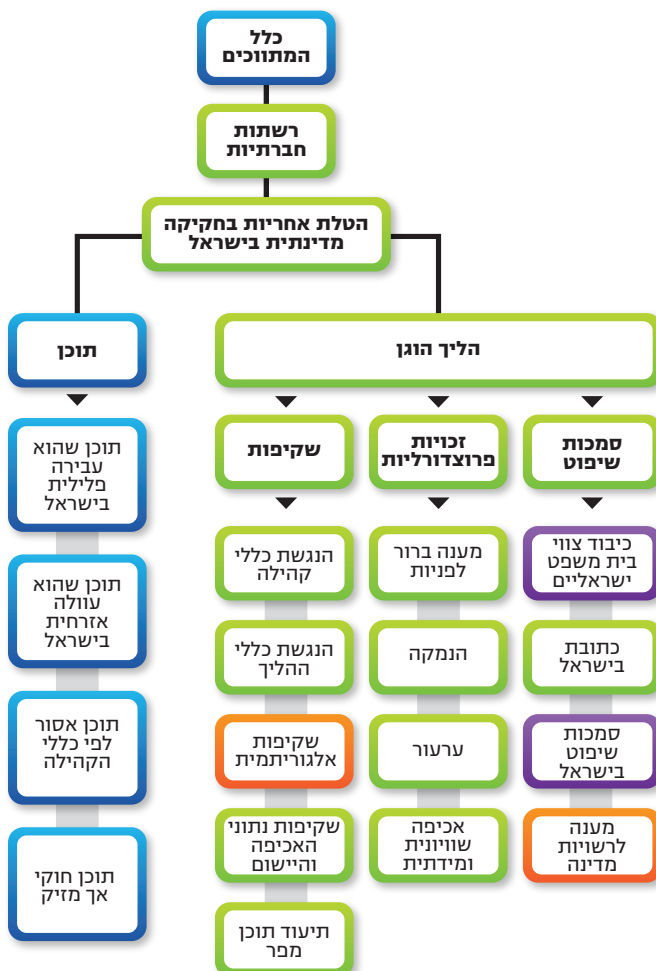 כלל
המתווכים
רשתות
חברתיות
הטלת אחריות בחקיקה
מדינתית בישראל
הליך הוגן
סמכות
שיפוט
כיבוד צווי
בית משפט
ישראליים
כתובת
בישראל
סמכות
שיפוט
בישראל
מענה
לרשויות
מדינה
זכויות
פרוצדורליות
מענה ברור
לפניות
הנמקה
ערעור
אכיפה
שוויונית
ומידתית
שקיפות
הנגשת כללי
קהילה
הנגשת כללי
ההליך
שקיפות
אלגוריתמית
שקיפות נתוני
האכיפה
והיישום
תיעוד תוכן
מפר
תוכן
תוכן שהוא
עבירה
פלילית
בישראל
תוכן שהוא
עוולה
אזרחית
בישראל
תוכן אסור
לפי כללי
הקהילה
תוכן חוקי
אך מזיק